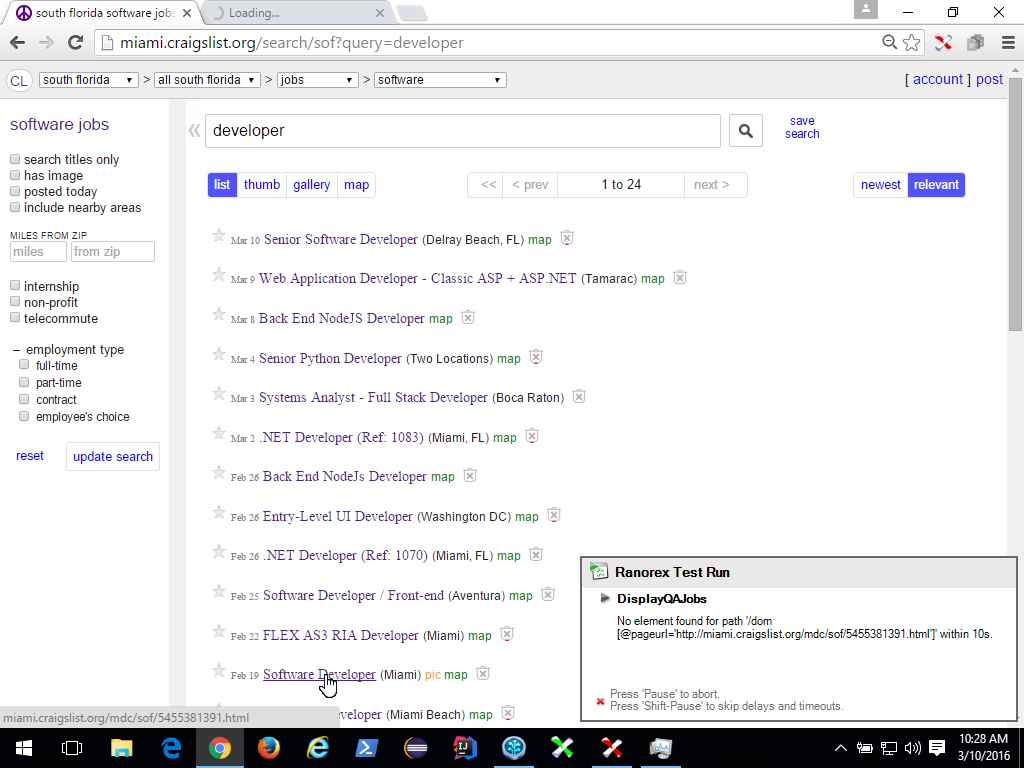 south florida software job
Loading...
miami.craigslist.org/search/sof?query=developer
CL south florida > all south florida > jobs > software [ account ] post
software jobs
search titles only
has image
posted today
include nearby areas
MILES FROM ZIP
miles from zip
internship
non-profit
telecommute
– employment type
full-time
part-time
contract
employee's choice
reset update search
« developer save search
list thumb gallery map << < prev 1 to 24 next > newest relevant
Mar 10 Senior Software Developer (Delray Beach, FL) map
Mar 9 Web Application Developer - Classic ASP + ASP.NET (Tamarac) map
Mar 8 Back End NodeJS Developer map
Mar 4 Senior Python Developer (Two Locations) map
Mar 3 Systems Analyst - Full Stack Developer (Boca Raton)
Mar 2 .NET Developer (Ref: 1083) (Miami, FL) map
Feb 26 Back End NodeJs Developer map
Feb 26 Entry-Level UI Developer (Washington DC) map
Feb 26 .NET Developer (Ref: 1070) (Miami, FL) map
Feb 25 Software Developer / Front-end (Aventura) map
Feb 22 FLEX AS3 RIA Developer (Miami) map
Feb 19 Software Developer (Miami) pic map
veloper (Miami Beach) map
miami.craigslist.org/mdc/sof/5455381391.html
Ranorex Test Run
DisplayQAJobs
No element found for path '/dom
[@pageurl='http://miami.craigslist.org/mdc/sof/5455381391.html']' within 10s.
Press 'Pause' to abort.
Press 'Shift-Pause' to skip delays and timeouts.
10:28 AM
3/10/2016